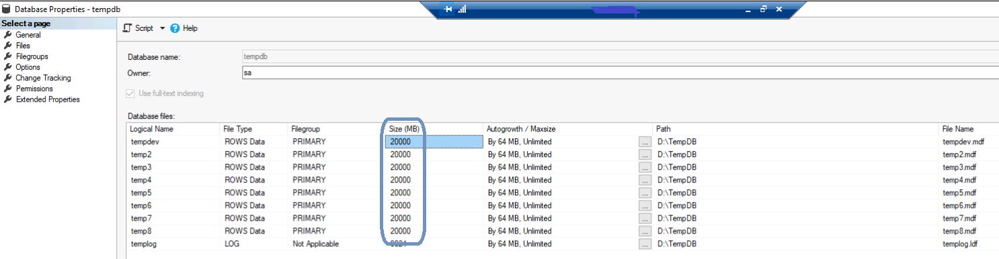 Database Properties - tempdb
Select a page
General
Files
Filegroups
Options
Change Tracking
Permissions
Extended Properties
Script Help
Database name: tempdb
Owner: sa
Use full-text indexing
Database files:
Logical Name File Type Filegroup Size (MB) Autogrowth / Maxsize Path File Name
tempdev ROWS Data PRIMARY 20000 By 64 MB, Unlimited ... D:\TempDB tempdev.mdf
temp2 ROWS Data PRIMARY 20000 By 64 MB, Unlimited ... D:\TempDB temp2.mdf
temp3 ROWS Data PRIMARY 20000 By 64 MB, Unlimited ... D:\TempDB temp3.mdf
temp4 ROWS Data PRIMARY 20000 By 64 MB, Unlimited ... D:\TempDB temp4.mdf
temp5 ROWS Data PRIMARY 20000 By 64 MB, Unlimited ... D:\TempDB temp5.mdf
temp6 ROWS Data PRIMARY 20000 By 64 MB, Unlimited ... D:\TempDB temp6.mdf
temp7 ROWS Data PRIMARY 20000 By 64 MB, Unlimited ... D:\TempDB temp7.mdf
temp8 ROWS Data PRIMARY 20000 By 64 MB, Unlimited ... D:\TempDB temp8.mdf
templog LOG Not Applicable By 64 MB, Unlimited ... D:\TempDB templog.ldf